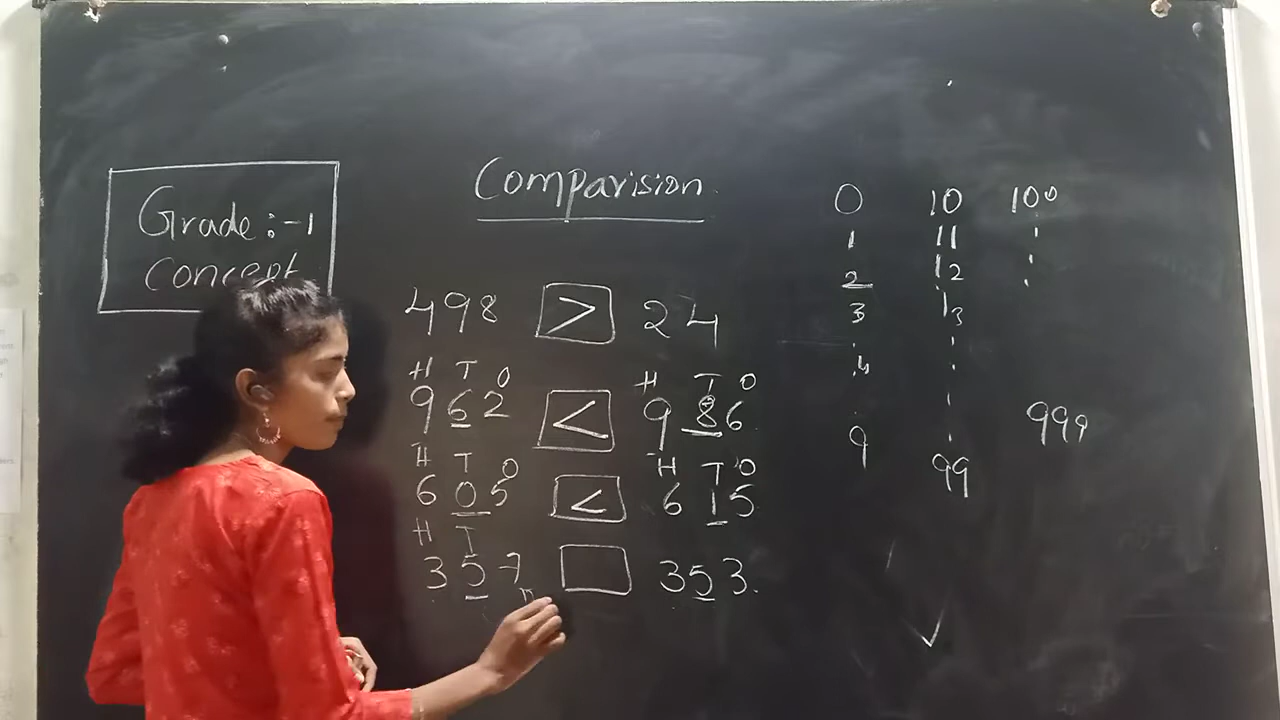 Comparision
Grade:-1
Concept
498 > 24
H T O H T O
962 < 986
H T O H T O
605 < 615
H T
357 353
0 10 100
1 11
2 12
3 13
4
9 99 999